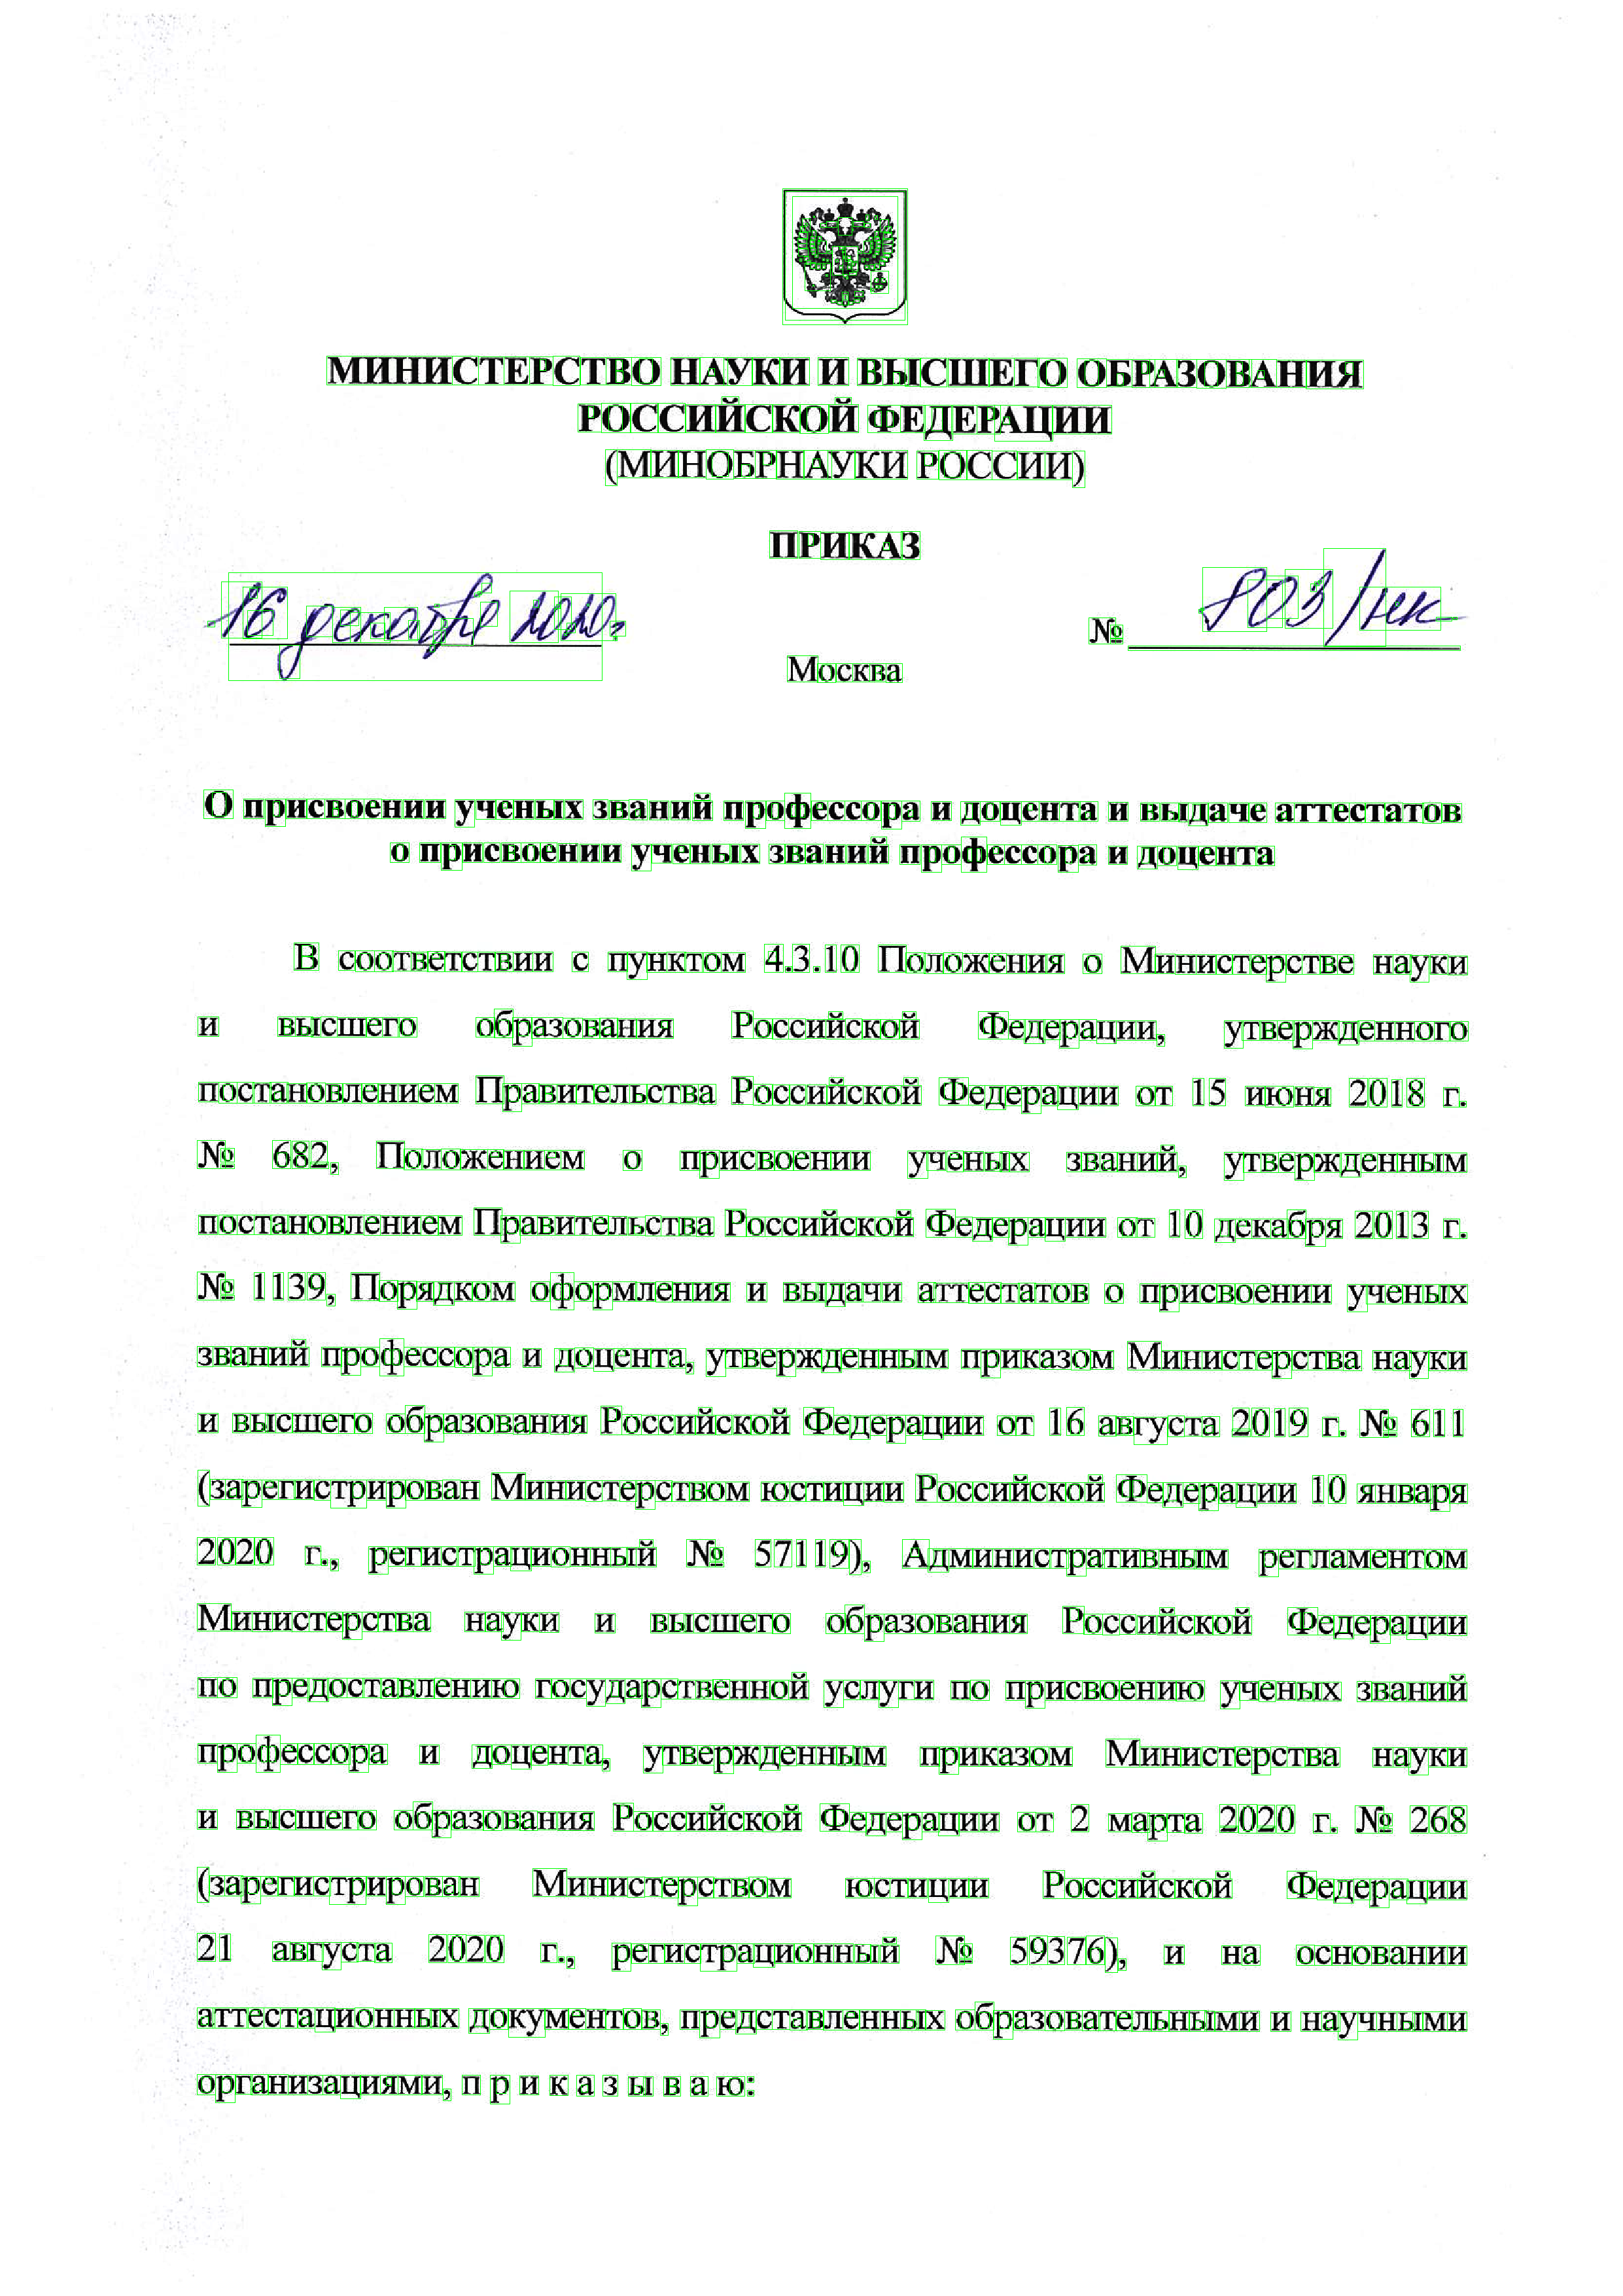 МИНИСТЕРСТВО НАУКИ И ВЫСШЕГО ОБРАЗОВАНИЯ
РОССИЙСКОЙ ФЕДЕРАЦИИ
(МИНОБРНАУКИ РОССИИ)
ПРИКАЗ
16 декабря 2020г. № 803/нк
Москва
О присвоении ученых званий профессора и доцента и выдаче аттестатов
о присвоении ученых званий профессора и доцента
В соответствии с пунктом 4.3.10 Положения о Министерстве науки
и высшего образования Российской Федерации, утвержденного
постановлением Правительства Российской Федерации от 15 июня 2018 г.
№ 682, Положением о присвоении ученых званий, утвержденным
постановлением Правительства Российской Федерации от 10 декабря 2013 г.
№ 1139, Порядком оформления и выдачи аттестатов о присвоении ученых
званий профессора и доцента, утвержденным приказом Министерства науки
и высшего образования Российской Федерации от 16 августа 2019 г. № 611
(зарегистрирован Министерством юстиции Российской Федерации 10 января
2020 г., регистрационный № 57119), Административным регламентом
Министерства науки и высшего образования Российской Федерации
по предоставлению государственной услуги по присвоению ученых званий
профессора и доцента, утвержденным приказом Министерства науки
и высшего образования Российской Федерации от 2 марта 2020 г. № 268
(зарегистрирован Министерством юстиции Российской Федерации
21 августа 2020 г., регистрационный № 59376), и на основании
аттестационных документов, представленных образовательными и научными
организациями, п р и к а з ы в а ю: